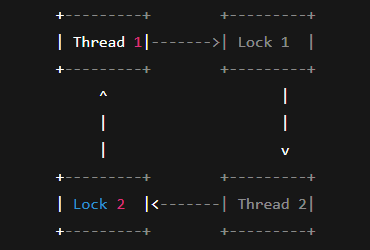 +---------+        +---------+
| Thread 1|------->| Lock 1  |
+---------+        +---------+
     ^                   |
     |                   |
     |                   v
+---------+        +---------+
| Lock 2  |<-------| Thread 2|
+---------+        +---------+